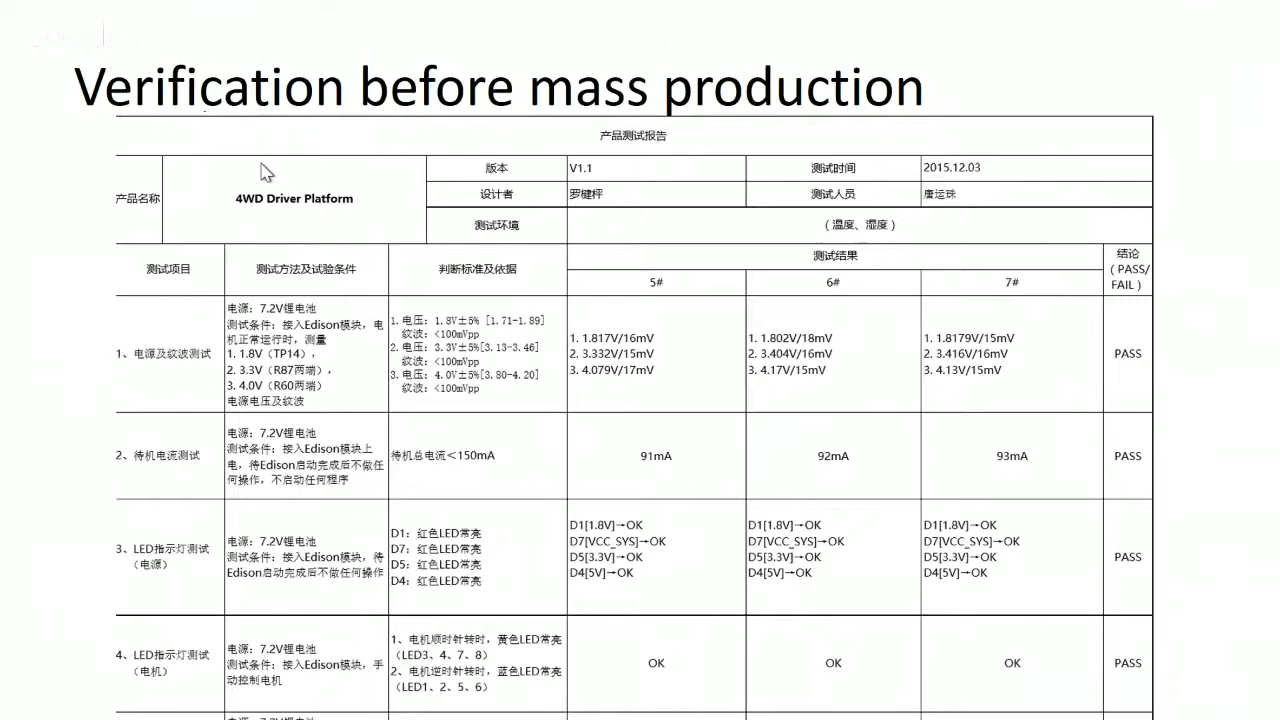 Verification before mass production
产品测试报告
产品名称
4WD Driver Platform
版本
V1.1
测试时间
2015.12.03
设计者
罗键枰
测试人员
唐运珠
测试环境
（温度、湿度）
测试项目
测试方法及试验条件
判断标准及依据
测试结果
结论
（PASS/
FAIL）
5#
6#
7#
1、电源及纹波测试
电源：7.2V锂电池
测试条件：接入Edison模块，电
机正常运行时，测量
1. 1.8V（TP14），
2. 3.3V（R87两端），
3. 4.0V（R60两端）
电源电压及纹波
1.电压：1.8V±5% [1.71-1.89]
纹波：<100mVpp
2.电压：3.3V±5%[3.13-3.46]
纹波：<100mVpp
3.电压：4.0V±5%[3.80-4.20]
纹波：<100mVpp
1. 1.817V/16mV
2. 3.332V/15mV
3. 4.079V/17mV
1. 1.802V/18mV
2. 3.404V/16mV
3. 4.17V/15mV
1. 1.8179V/15mV
2. 3.416V/16mV
3. 4.13V/15mV
PASS
2、待机电流测试
电源：7.2V锂电池
测试条件：接入Edison模块上
电，待Edison启动完成后不做任
何操作，不启动任何程序
待机总电流＜150mA
91mA
92mA
93mA
PASS
3、LED指示灯测试
（电源）
电源：7.2V锂电池
测试条件：接入Edison模块，待
Edison启动完成后不做任何操作
D1：红色LED常亮
D7：红色LED常亮
D5：红色LED常亮
D4：红色LED常亮
D1[1.8V]→OK
D7[VCC_SYS]→OK
D5[3.3V]→OK
D4[5V]→OK
D1[1.8V]→OK
D7[VCC_SYS]→OK
D5[3.3V]→OK
D4[5V]→OK
D1[1.8V]→OK
D7[VCC_SYS]→OK
D5[3.3V]→OK
D4[5V]→OK
PASS
4、LED指示灯测试
（电机）
电源：7.2V锂电池
测试条件：接入Edison模块，手
动控制电机
1、电机顺时针转时，黄色LED常亮
（LED3、4、7、8）
2、电机逆时针转时，蓝色LED常亮
（LED1、2、5、6）
OK
OK
OK
PASS